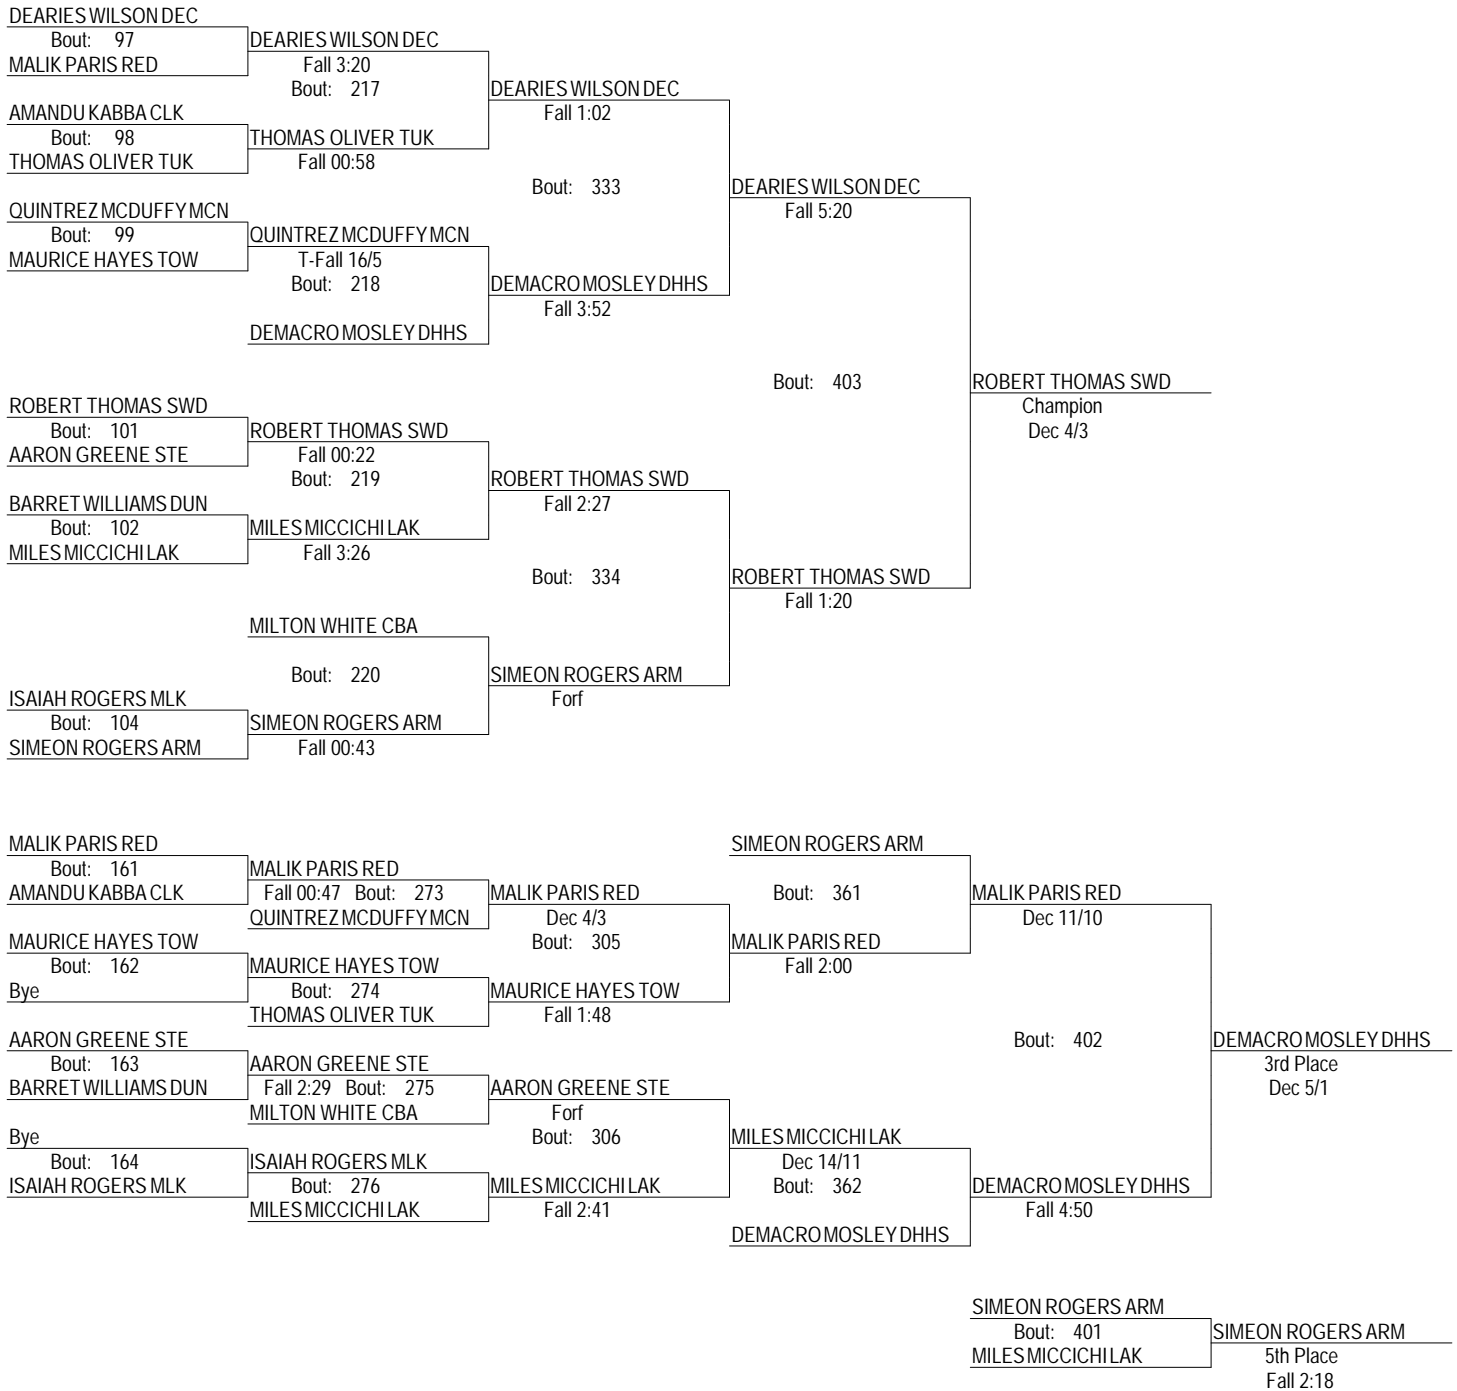 DEARIES WILSON DEC
Bout: 97
DEARIES WILSON DEC
MALIK PARIS RED
Fall 3:20
Bout: 217
DEARIES WILSON DEC
AMANDU KABBA CLK
Fall 1:02
Bout: 98
THOMAS OLIVER TUK
THOMAS OLIVER TUK
Fall 00:58
Bout: 333
DEARIES WILSON DEC
QUINTREZ MCDUFFY MCN
Fall 5:20
Bout: 99
QUINTREZ MCDUFFY MCN
MAURICE HAYES TOW
T-Fall 16/5
Bout: 218
DEMACRO MOSLEY DHHS
Fall 3:52
DEMACRO MOSLEY DHHS
Bout: 403
ROBERT THOMAS SWD
ROBERT THOMAS SWD
Champion
Bout: 101
ROBERT THOMAS SWD
Dec 4/3
AARON GREENE STE
Fall 00:22
Bout: 219
ROBERT THOMAS SWD
BARRET WILLIAMS DUN
Fall 2:27
Bout: 102
MILES MICCICHI LAK
MILES MICCICHI LAK
Fall 3:26
Bout: 334
ROBERT THOMAS SWD
Fall 1:20
MILTON WHITE CBA
Bout: 220
SIMEON ROGERS ARM
ISAIAH ROGERS MLK
Forf
Bout: 104
SIMEON ROGERS ARM
SIMEON ROGERS ARM
Fall 00:43
MALIK PARIS RED
SIMEON ROGERS ARM
Bout: 161
MALIK PARIS RED
AMANDU KABBA CLK
Fall 00:47 Bout: 273
MALIK PARIS RED
Bout: 361
MALIK PARIS RED
QUINTREZ MCDUFFY MCN
Dec 4/3
Dec 11/10
MAURICE HAYES TOW
Bout: 305
MALIK PARIS RED
Bout: 162
MAURICE HAYES TOW
Fall 2:00
Bye
Bout: 274
MAURICE HAYES TOW
THOMAS OLIVER TUK
Fall 1:48
AARON GREENE STE
Bout: 402
DEMACRO MOSLEY DHHS
Bout: 163
AARON GREENE STE
3rd Place
BARRET WILLIAMS DUN
Fall 2:29 Bout: 275
AARON GREENE STE
Dec 5/1
MILTON WHITE CBA
Forf
Bye
Bout: 306
MILES MICCICHI LAK
Bout: 164
ISAIAH ROGERS MLK
Dec 14/11
ISAIAH ROGERS MLK
Bout: 276
MILES MICCICHI LAK
Bout: 362
DEMACRO MOSLEY DHHS
MILES MICCICHI LAK
Fall 2:41
Fall 4:50
DEMACRO MOSLEY DHHS
SIMEON ROGERS ARM
Bout: 401
SIMEON ROGERS ARM
MILES MICCICHI LAK
5th Place
Fall 2:18